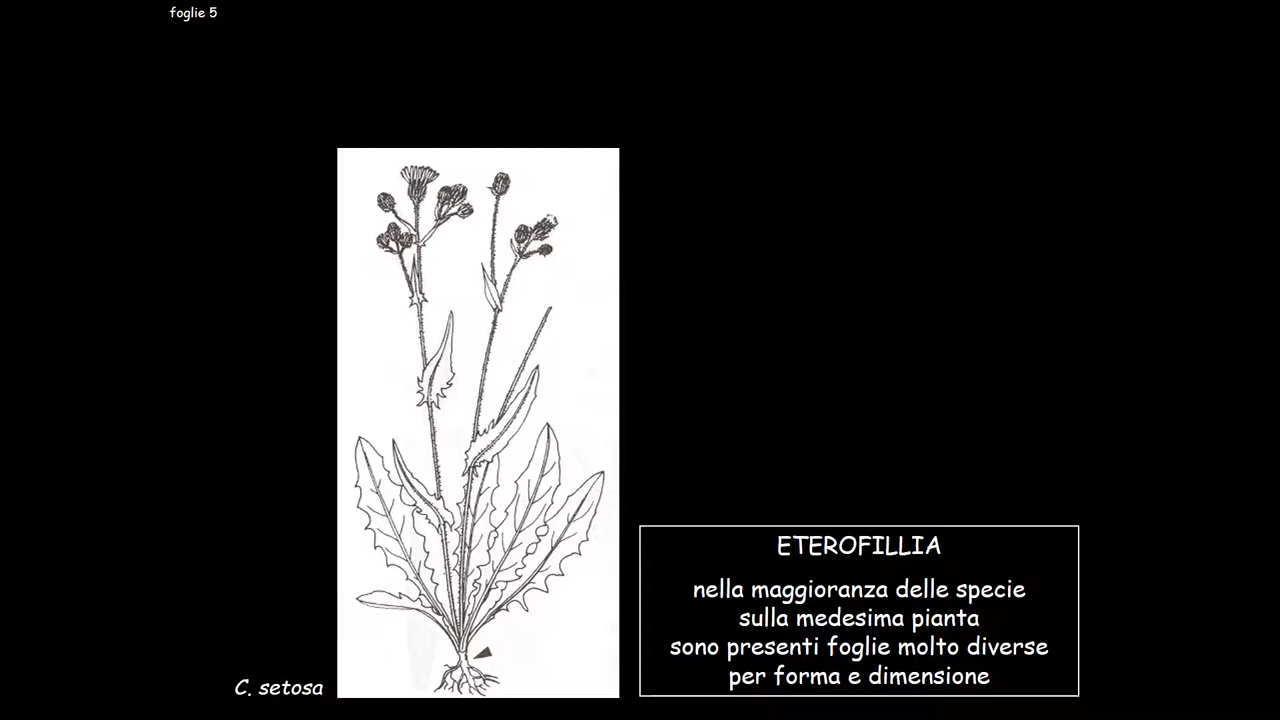 foglie 5
ETEROFILLIA
nella maggioranza delle specie
sulla medesima pianta
sono presenti foglie molto diverse
per forma e dimensione
C. setosa